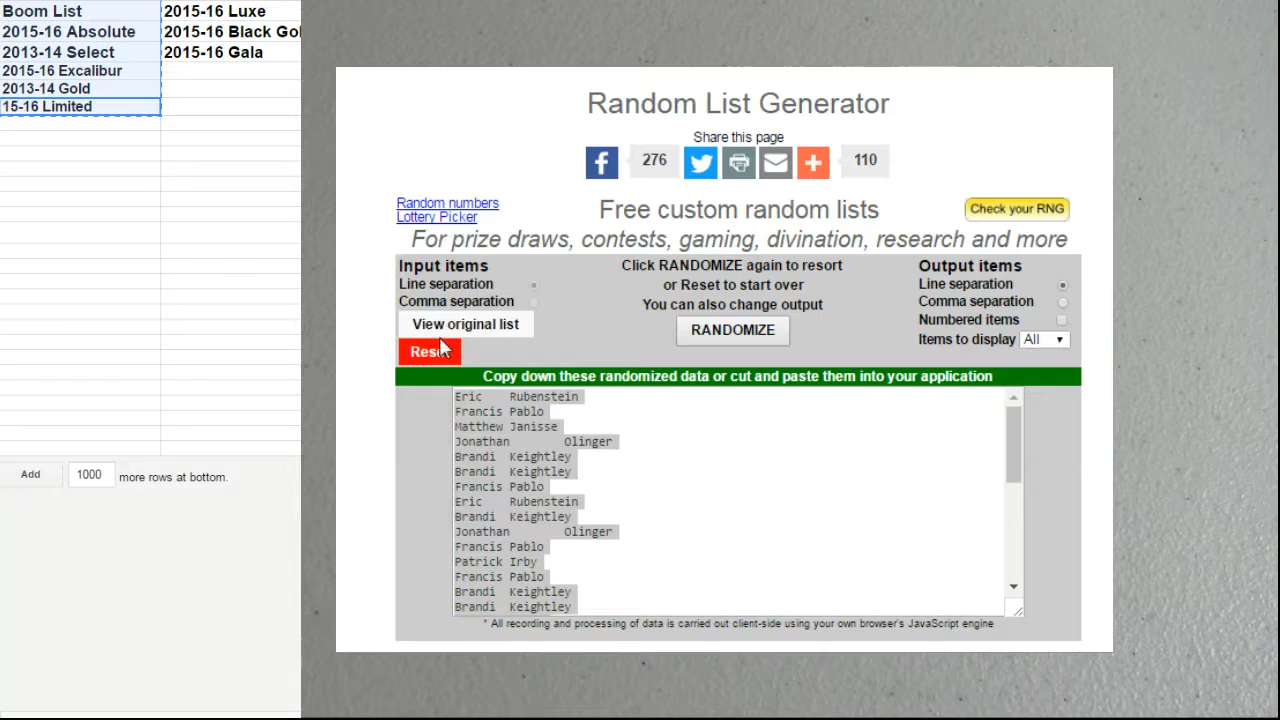 Boom List
2015-16 Luxe
2015-16 Absolute
2015-16 Black Gol
2013-14 Select
2015-16 Gala
2015-16 Excalibur
2013-14 Gold
15-16 Limited
Add
1000
more rows at bottom.
Random List Generator
Share this page
276
110
Random numbers
Lottery Picker
Free custom random lists
Check your RNG
For prize draws, contests, gaming, divination, research and more
Input items
Line separation
Comma separation
View original list
Click RANDOMIZE again to resort
or Reset to start over
You can also change output
RANDOMIZE
Output items
Line separation
Comma separation
Numbered items
Items to display All
Copy down these randomized data or cut and paste them into your application
Eric Rubenstein
Francis Pablo
Matthew Janisse
Jonathan Olinger
Brandi Keightley
Brandi Keightley
Francis Pablo
Eric Rubenstein
Brandi Keightley
Jonathan Olinger
Francis Pablo
Patrick Irby
Francis Pablo
Brandi Keightley
Brandi Keightley
* All recording and processing of data is carried out client-side using your own browser's JavaScript engine